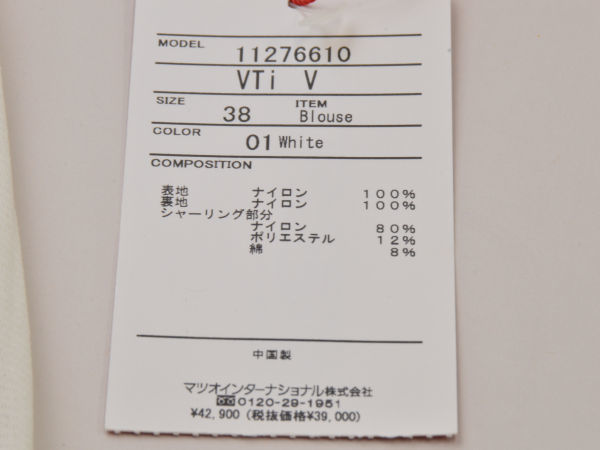 MODEL 11276610
VTi V
SIZE 38 ITEM Blouse
COLOR 01 White
COMPOSITION
表地 ナイロン 100%
裏地 ナイロン 100%
シャーリング部分
ナイロン 80%
ポリエステル 12%
綿 8%
中国製
マツオインターナショナル株式会社
0120-29-1951
¥42,900 (税抜価格¥39,000)